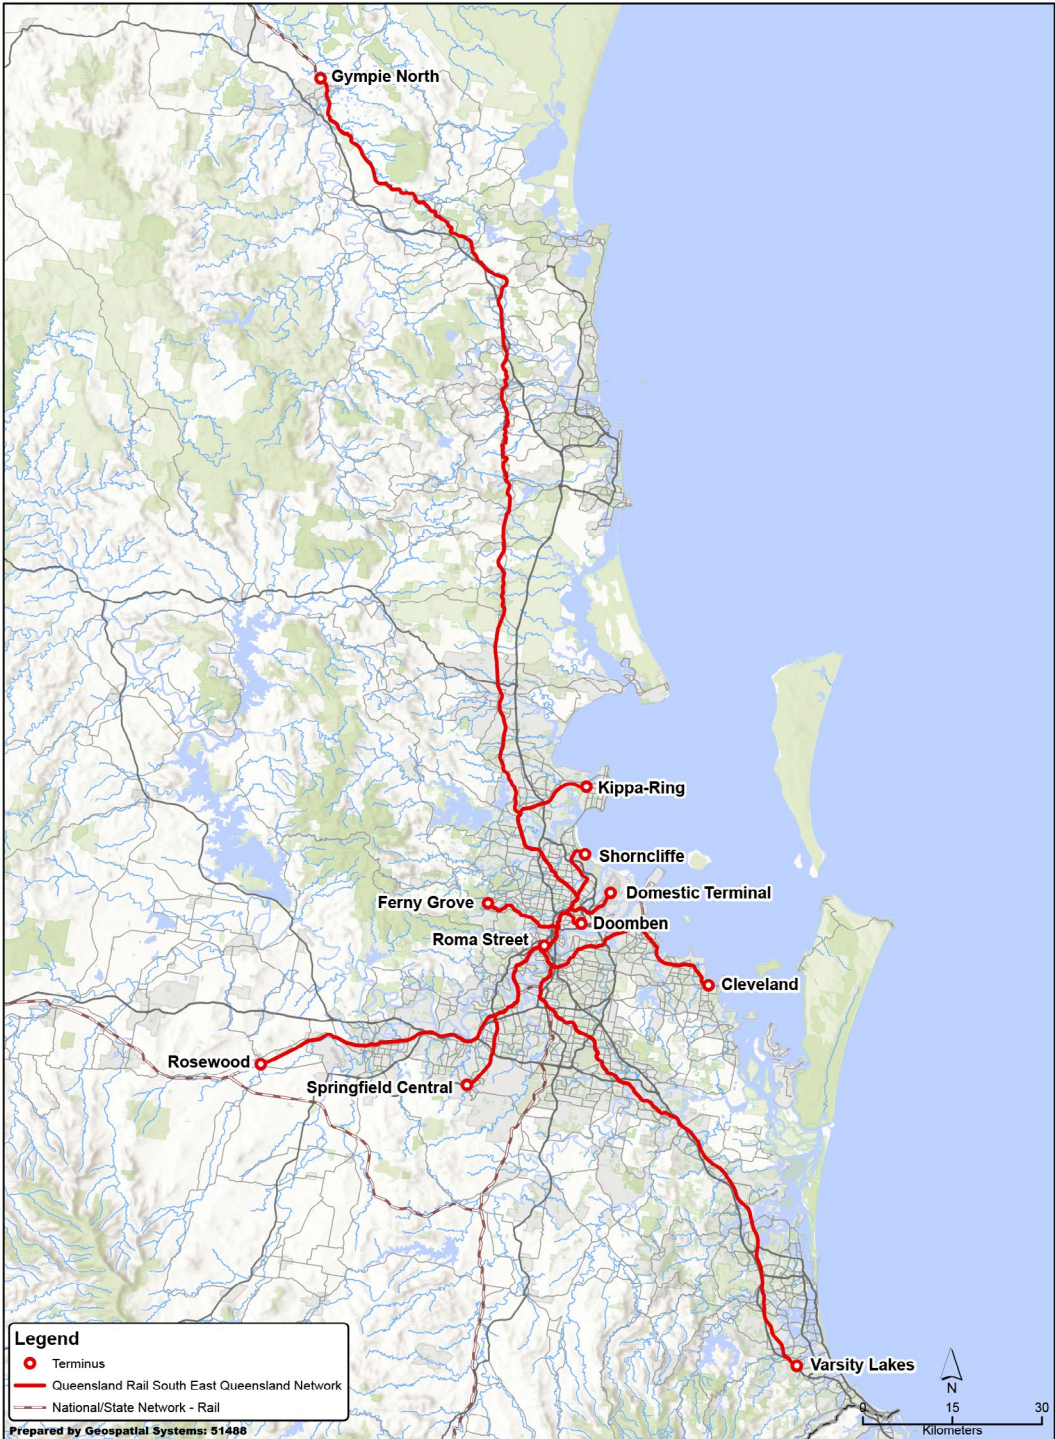 Gympie North
Kippa-Ring
Shorncliffe
Domestic Terminal
Ferny Grove
Doomben
Roma Street
Cleveland
Rosewood
Springfield Central
Varsity Lakes
Legend
Terminus
Queensland Rail South East Queensland Network
National/State Network - Rail
Prepared by Geospatial Systems: 51488
N
0 15 30
Kilometers